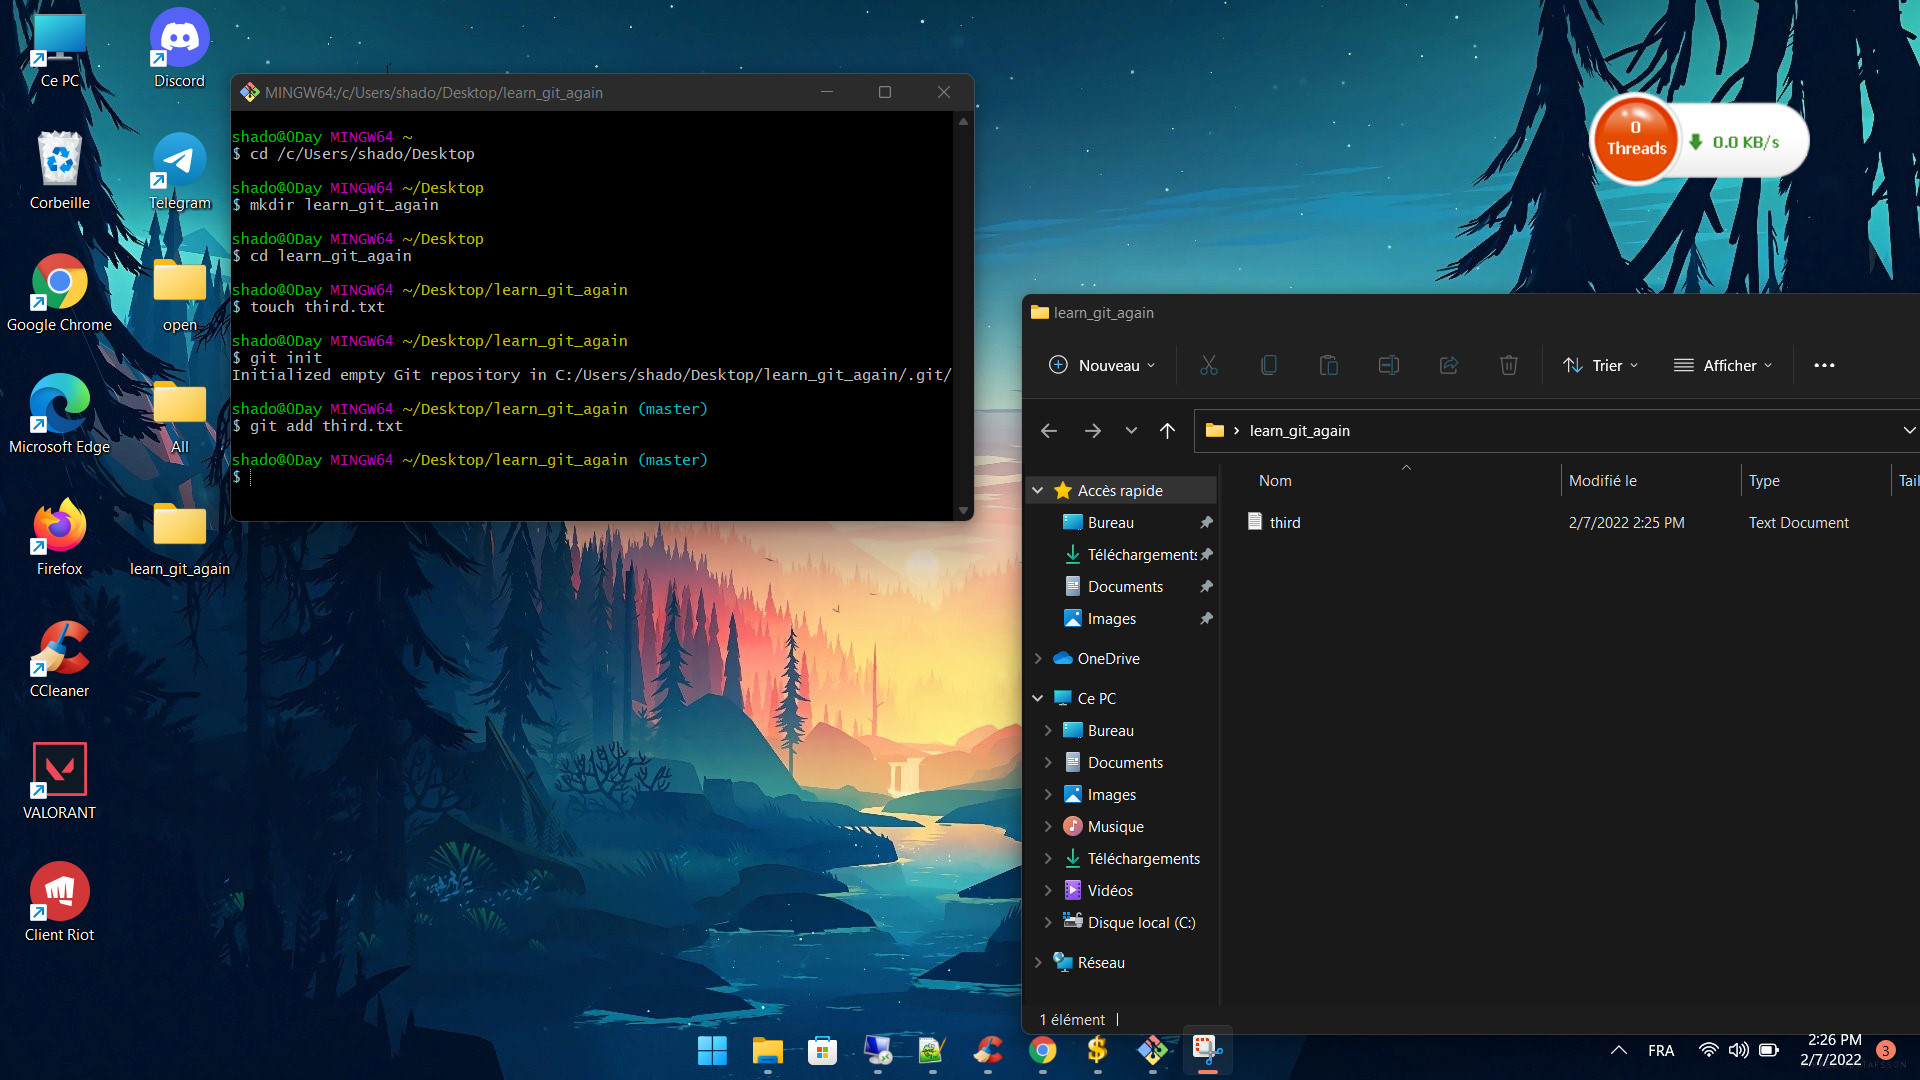 Ce PC
Discord
Corbeille
Telegram
Google Chrome
open
Microsoft Edge
All
Firefox
learn_git_again
CCleaner
VALORANT
Client Riot
MINGW64:/c/Users/shado/Desktop/learn_git_again
shado@0Day MINGW64 ~
$ cd /c/Users/shado/Desktop
shado@0Day MINGW64 ~/Desktop
$ mkdir learn_git_again
shado@0Day MINGW64 ~/Desktop
$ cd learn_git_again
shado@0Day MINGW64 ~/Desktop/learn_git_again
$ touch third.txt
shado@0Day MINGW64 ~/Desktop/learn_git_again
$ git init
Initialized empty Git repository in C:/Users/shado/Desktop/learn_git_again/.git/
shado@0Day MINGW64 ~/Desktop/learn_git_again (master)
$ git add third.txt
shado@0Day MINGW64 ~/Desktop/learn_git_again (master)
$
0
Threads
0.0 KB/s
learn_git_again
Nouveau
Trier
Afficher
learn_git_again
Nom
Modifié le
Type
Tail
third
2/7/2022 2:25 PM
Text Document
Accès rapide
Bureau
Téléchargements
Documents
Images
OneDrive
Ce PC
Bureau
Documents
Images
Musique
Téléchargements
Vidéos
Disque local (C:)
Réseau
1 élément
FRA
2:26 PM
2/7/2022
3